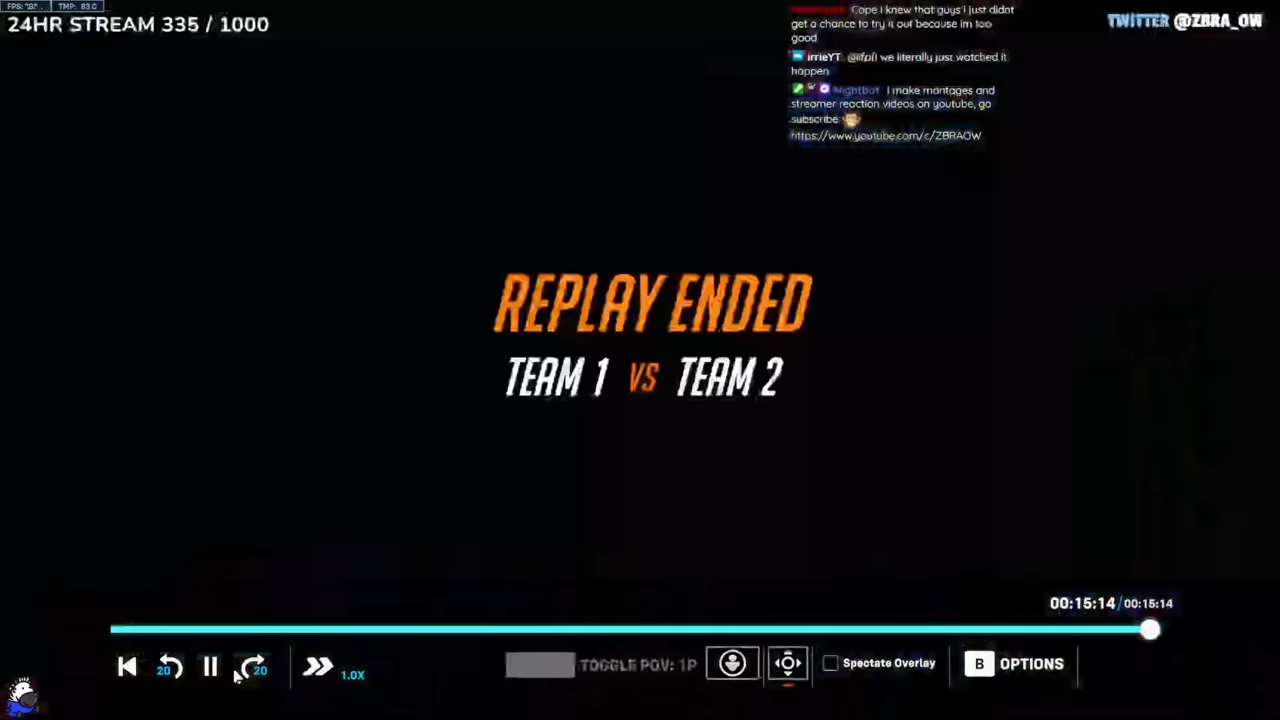 TMP: 83 C
24HR STREAM 335 / 1000
Cope I knew that guys I just didnt
get a chance to try it out because im too
good
irrieYT: we literally just watched it
happen
Nightbot: I make montages and
streamer reaction videos on youtube, go
subscribe
https://www.youtube.com/c/ZBRAOW
TWITTER @ZBRA_OW
REPLAY ENDED
TEAM 1 VS TEAM 2
00:15:14/00:15:14
20
20
1.0X
TOGGLE POV: 1P
Spectate Overlay
B OPTIONS